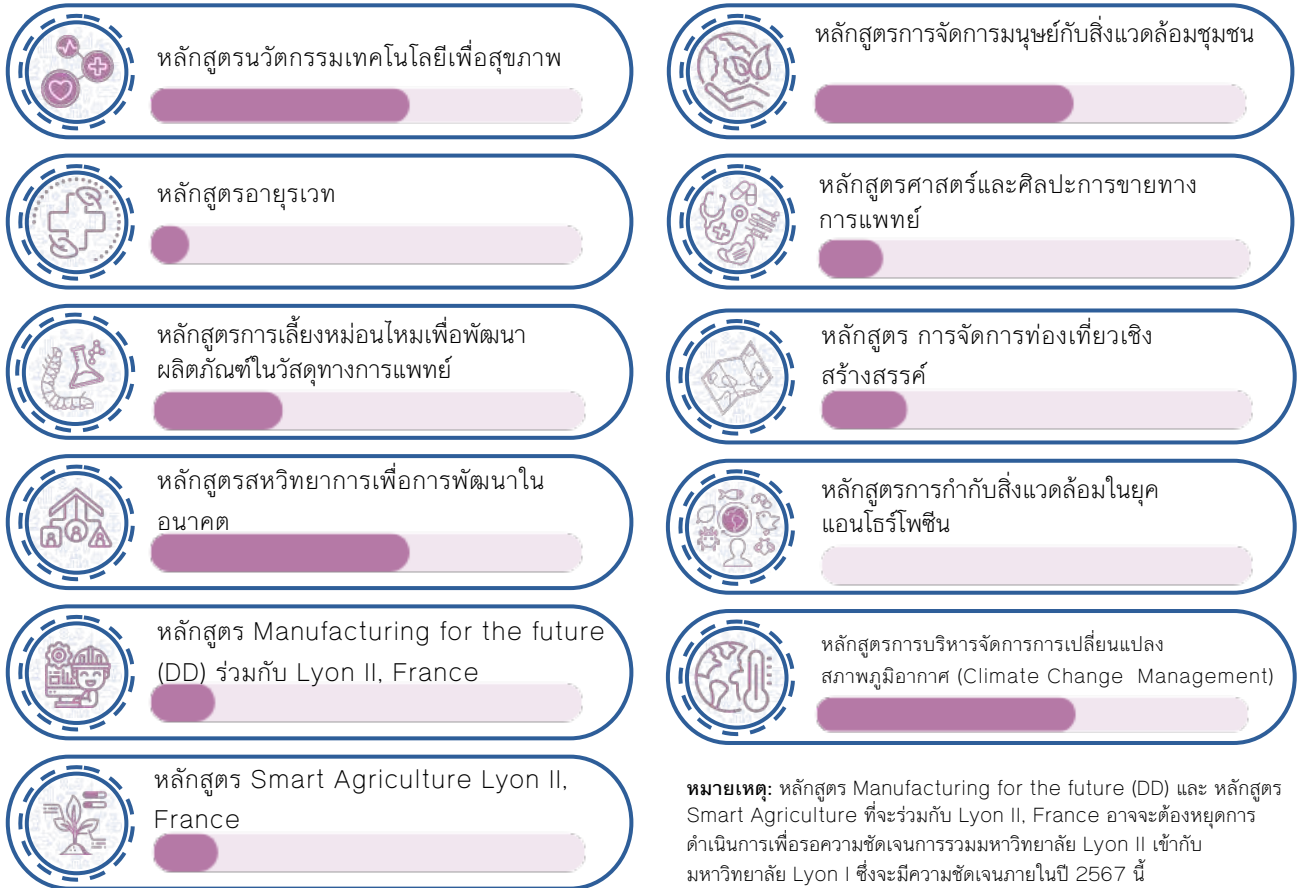 หลักสูตรนวัตกรรมเทคโนโลยีเพื่อสุขภาพ
หลักสูตรอายุรเวท
หลักสูตรการเลี้ยงหม่อนไหมเพื่อพัฒนา
ผลิตภัณฑ์ในวัสดุทางการแพทย์
หลักสูตรสหวิทยาการเพื่อการพัฒนาใน
อนาคต
หลักสูตร Manufacturing for the future
(DD) ร่วมกับ Lyon II, France
หลักสูตร Smart Agriculture Lyon II,
France
หลักสูตรการจัดการมนุษย์กับสิ่งแวดล้อมชุมชน
หลักสูตรศาสตร์และศิลปะการขายทาง
การแพทย์
หลักสูตร การจัดการท่องเที่ยวเชิง
สร้างสรรค์
หลักสูตรการกำกับสิ่งแวดล้อมในยุค
แอนโธร์โพซีน
หลักสูตรการบริหารจัดการการเปลี่ยนแปลง
สภาพภูมิอากาศ (Climate Change Management)
หมายเหตุ: หลักสูตร Manufacturing for the future (DD) และ หลักสูตร
Smart Agriculture ที่จะร่วมกับ Lyon II, France อาจจะต้องหยุดการ
ดำเนินการเพื่อรอความชัดเจนการรวมมหาวิทยาลัย Lyon II เข้ากับ
มหาวิทยาลัย Lyon I ซึ่งจะมีความชัดเจนภายในปี 2567 นี้